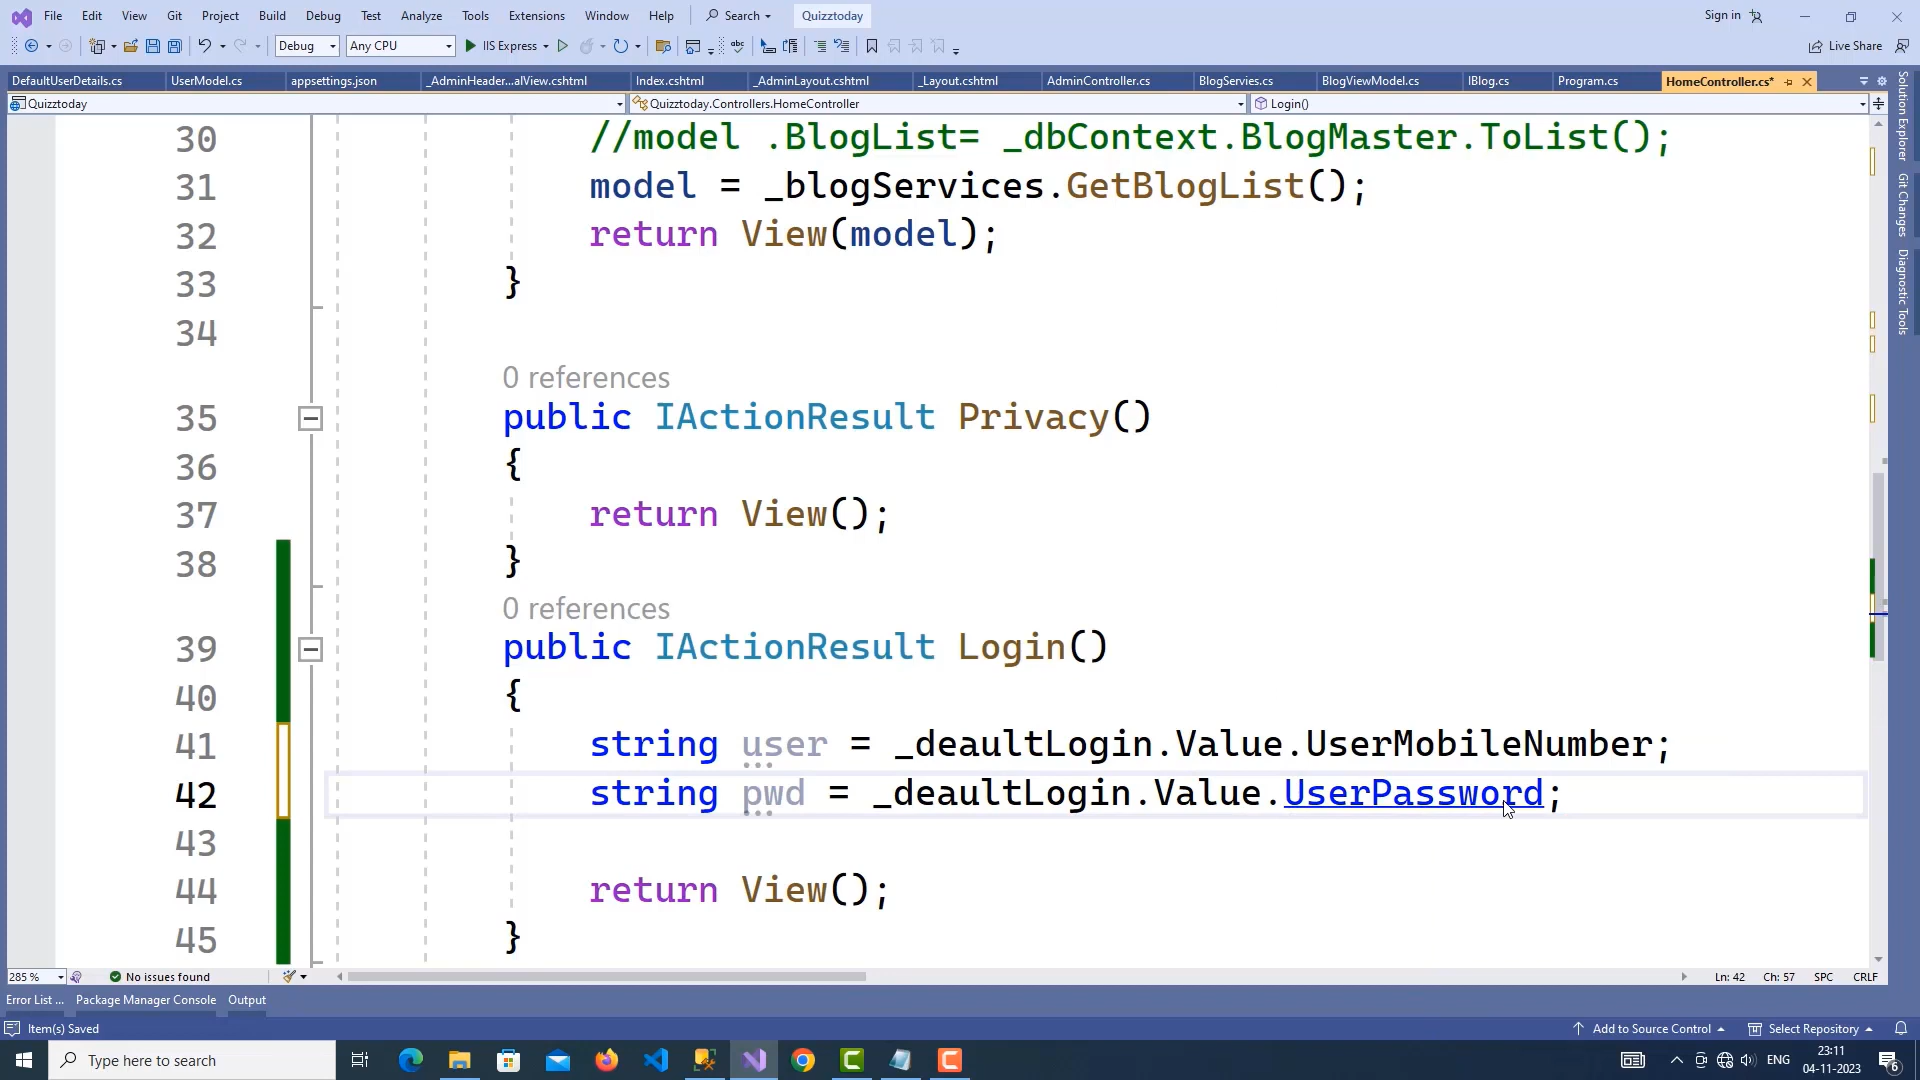 File Edit View Git Project Build Debug Test Analyze Tools Extensions Window Help Search Quizztoday Sign in
Debug Any CPU IIS Express Live Share
DefaultUserDetails.cs UserModel.cs appsettings.json _AdminHeader...alView.cshtml Index.cshtml _AdminLayout.cshtml _Layout.cshtml AdminController.cs BlogServies.cs BlogViewModel.cs IBlog.cs Program.cs HomeController.cs*
Quizztoday Quizztoday.Controllers.HomeController Login()
Solution Explorer
Git Changes
Diagnostic Tools
30 //model .BlogList= _dbContext.BlogMaster.ToList();
31 model = _blogServices.GetBlogList();
32 return View(model);
33 }
34
0 references
35 public IActionResult Privacy()
36 {
37 return View();
38 }
0 references
39 public IActionResult Login()
40 {
41 string user = _deaultLogin.Value.UserMobileNumber;
42 string pwd = _deaultLogin.Value.UserPassword;
43
44 return View();
45 }
285 % No issues found Ln: 42 Ch: 57 SPC CRLF
Error List ... Package Manager Console Output
Item(s) Saved Add to Source Control Select Repository
Type here to search ENG 23:11
04-11-2023 6